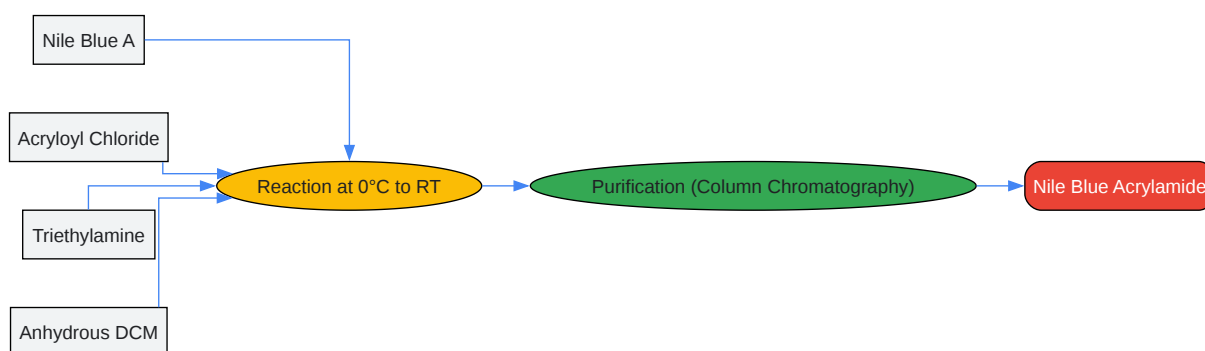 Nile Blue A
Acryloyl Chloride
Reaction at 0°C to RT
Purification (Column Chromatography)
Nile Blue Acrylamide
Triethylamine
Anhydrous DCM